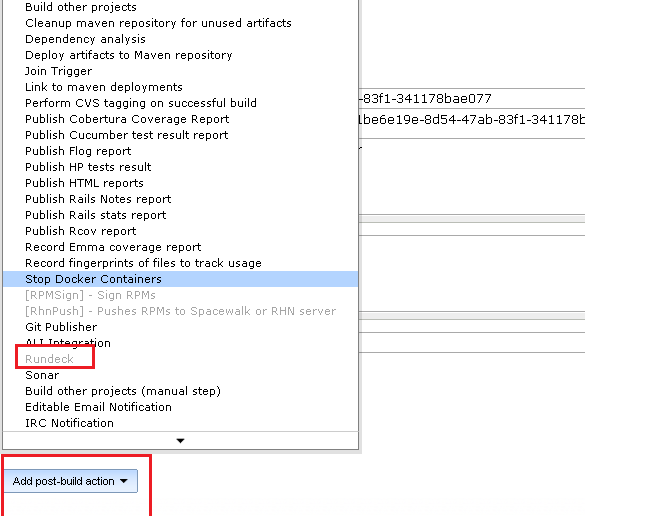 Build other projects
Cleanup maven repository for unused artifacts
Dependency analysis
Deploy artifacts to Maven repository
Join Trigger
Link to maven deployments
Perform CVS tagging on successful build
-83f1-341178bae077
Publish Cobertura Coverage Report
1be6e19e-8d54-47ab-83f1-341178b
Publish Cucumber test result report
Publish Flog report
Publish HP tests result
Publish HTML reports
Publish Rails Notes report
Publish Rails stats report
Publish Rcov report
Record Emma coverage report
Record fingerprints of files to track usage
Stop Docker Containers
[RPMSign] - Sign RPMs
[RhnPush] - Pushes RPMs to Spacewalk or RHN server
Git Publisher
ALI Integration
Rundeck
Sonar
Build other projects (manual step)
Editable Email Notification
IRC Notification
Add post-build action